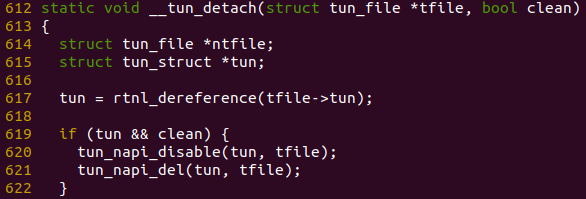 612 static void __tun_detach(struct tun_file *tfile, bool clean)
613 {
614   struct tun_file *ntfile;
615   struct tun_struct *tun;
616
617   tun = rtnl_dereference(tfile->tun);
618
619   if (tun && clean) {
620     tun_napi_disable(tun, tfile);
621     tun_napi_del(tun, tfile);
622   }